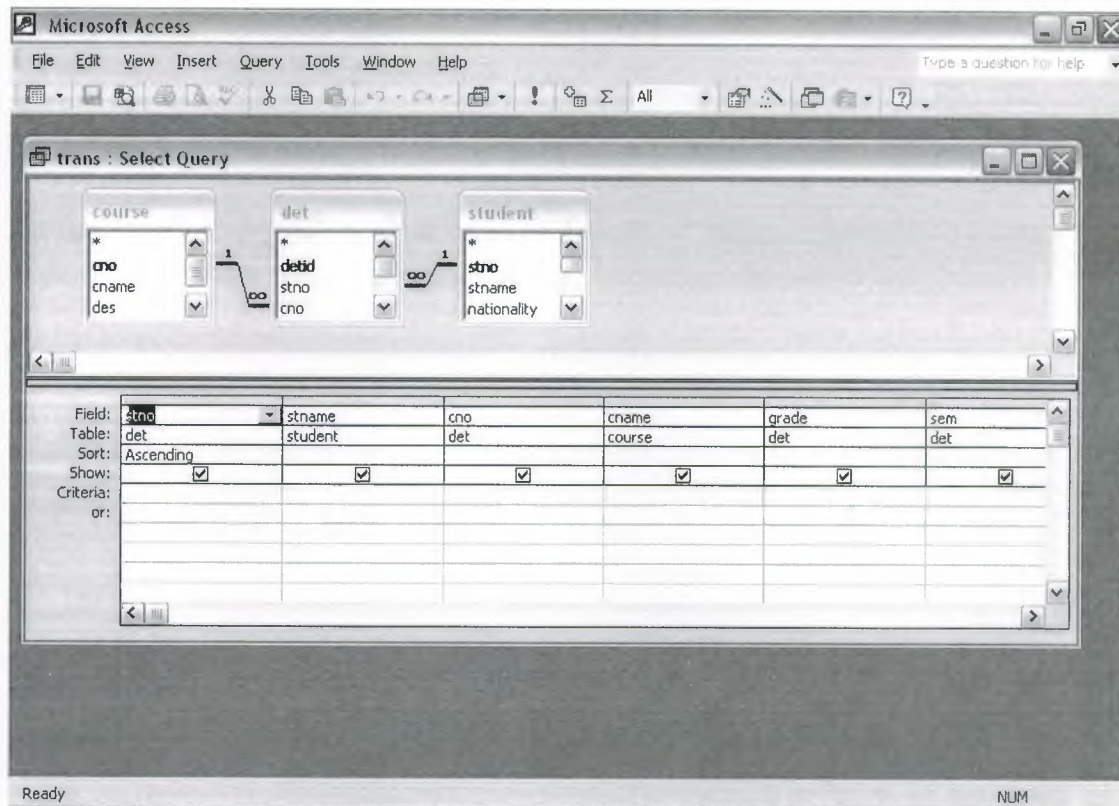 Microsoft Access
File Edit View Insert Query Tools Window Help Type a question for help
All
trans : Select Query
course det student
* * *
cno detid stno
cname stno stname
des cno nationality
1 ∞ ∞ 1
Field: stno stname cno cname grade sem
Table: det student det course det det
Sort: Ascending
Show:
Criteria:
or:
Ready NUM